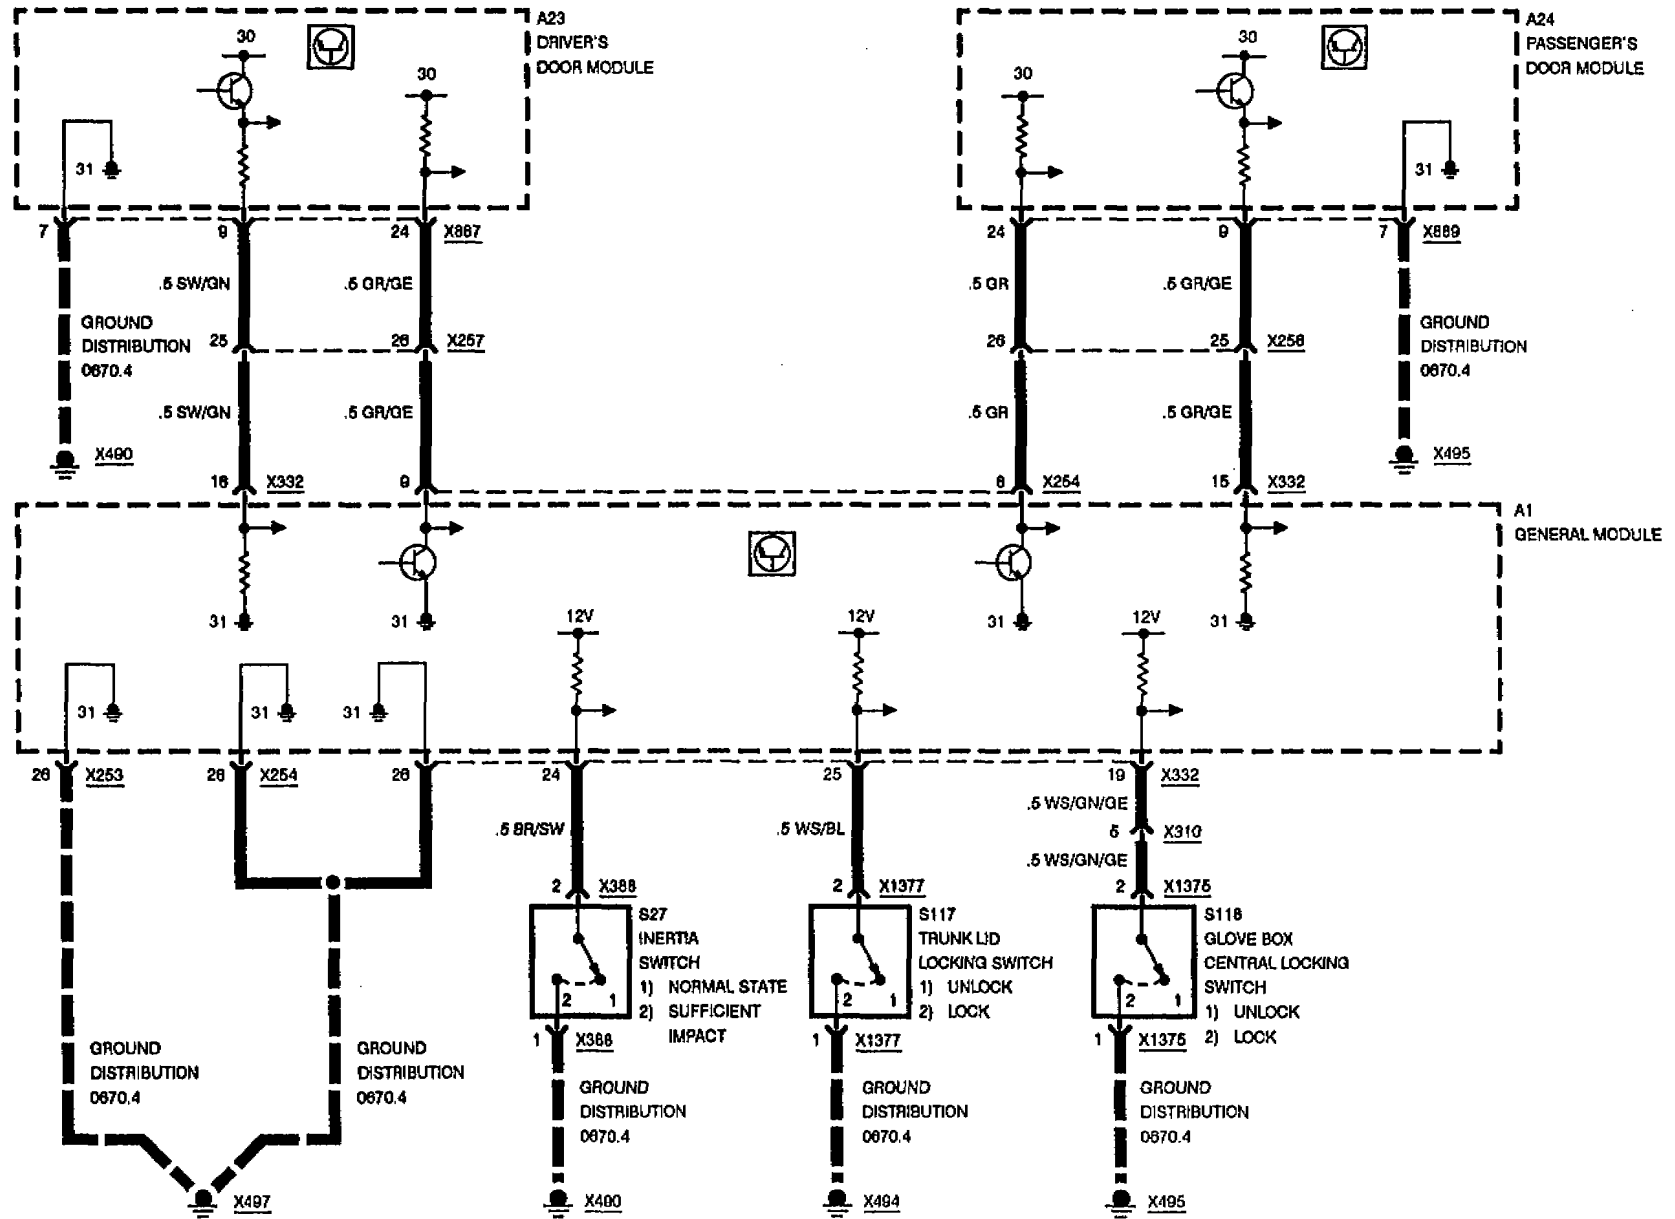 A23
DRIVER'S
DOOR MODULE
30
30
31
A24
PASSENGER'S
DOOR MODULE
30
30
31
7
9
24
X887
24
9
7
X889
.5 SW/GN
.5 GR/GE
.5 GR
.5 GR/GE
GROUND
DISTRIBUTION
0670.4
25
26
X257
26
25
X256
GROUND
DISTRIBUTION
0670.4
.5 SW/GN
.5 GR/GE
.5 GR
.5 GR/GE
X490
X495
16
X332
9
6
X254
15
X332
A1
GENERAL MODULE
31
31
31
31
12V
12V
12V
31
31
31
26
X253
26
X254
26
24
25
19
X332
.5 BR/SW
.5 WS/BL
.5 WS/GN/GE
5
X310
.5 WS/GN/GE
2
X388
2
X1377
2
X1375
S27
INERTIA
SWITCH
1) NORMAL STATE
2) SUFFICIENT
IMPACT
2
1
S117
TRUNK LID
LOCKING SWITCH
1) UNLOCK
2) LOCK
2
1
S118
GLOVE BOX
CENTRAL LOCKING
SWITCH
1) UNLOCK
2) LOCK
2
1
1
X388
1
X1377
1
X1375
GROUND
DISTRIBUTION
0670.4
GROUND
DISTRIBUTION
0670.4
GROUND
DISTRIBUTION
0670.4
GROUND
DISTRIBUTION
0670.4
GROUND
DISTRIBUTION
0670.4
X497
X490
X494
X495